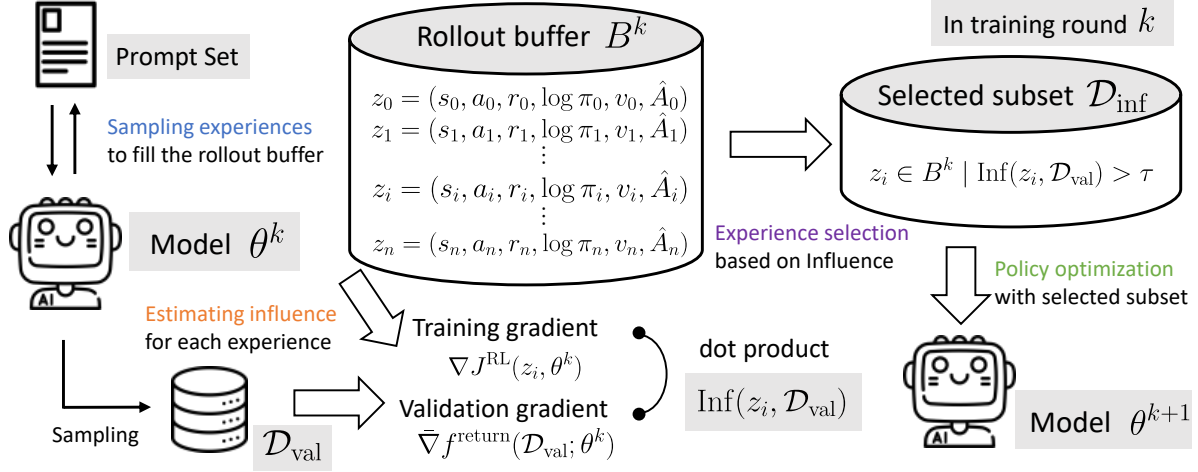 Prompt Set
Sampling experiences
to fill the rollout buffer
Model θ^k
AI
Rollout buffer B^k
z_0 = (s_0, a_0, r_0, log π_0, v_0, Â_0)
z_1 = (s_1, a_1, r_1, log π_1, v_1, Â_1)
⋮
z_i = (s_i, a_i, r_i, log π_i, v_i, Â_i)
⋮
z_n = (s_n, a_n, r_n, log π_n, v_n, Â_n)
In training round k
Selected subset 𝒟_inf
z_i ∈ B^k | Inf(z_i, 𝒟_val) > τ
Experience selection
based on Influence
Policy optimization
with selected subset
Estimating influence
for each experience
Sampling
𝒟_val
Training gradient
∇J^RL(z_i, θ^k)
Validation gradient
∇̄f^return(𝒟_val; θ^k)
dot product
Inf(z_i, 𝒟_val)
AI
Model θ^{k+1}